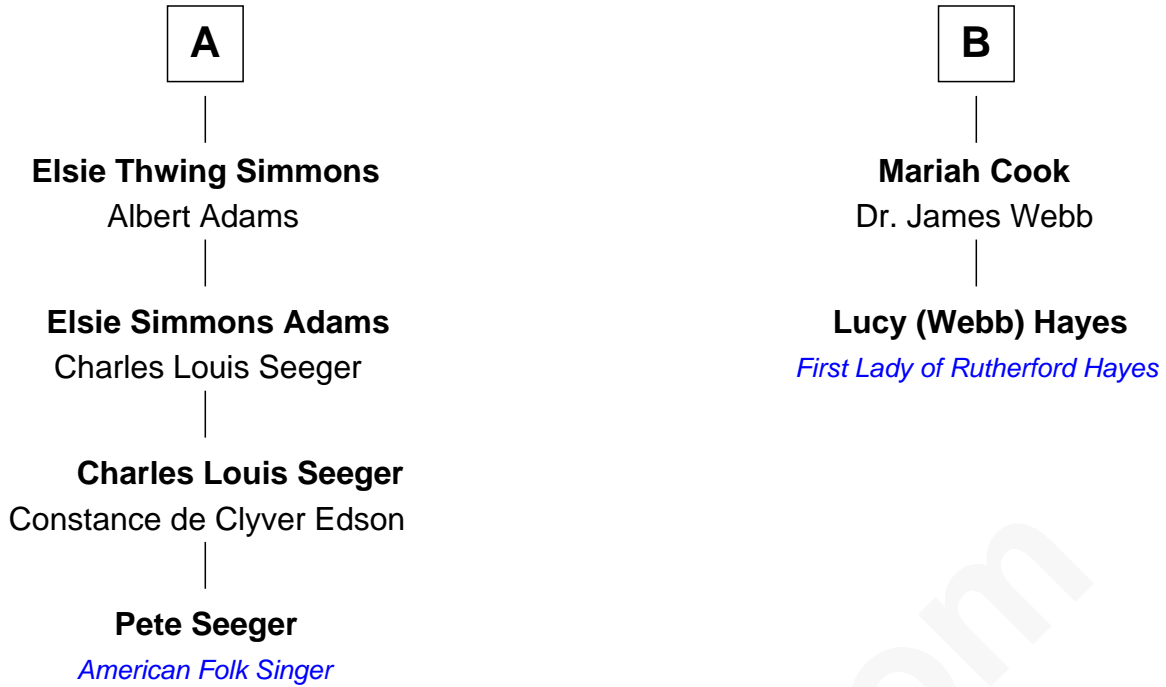 A
Elsie Thwing Simmons
Albert Adams
Elsie Simmons Adams
Charles Louis Seeger
Charles Louis Seeger
Constance de Clyver Edson
Pete Seeger
American Folk Singer
B
Mariah Cook
Dr. James Webb
Lucy (Webb) Hayes
First Lady of Rutherford Hayes
om